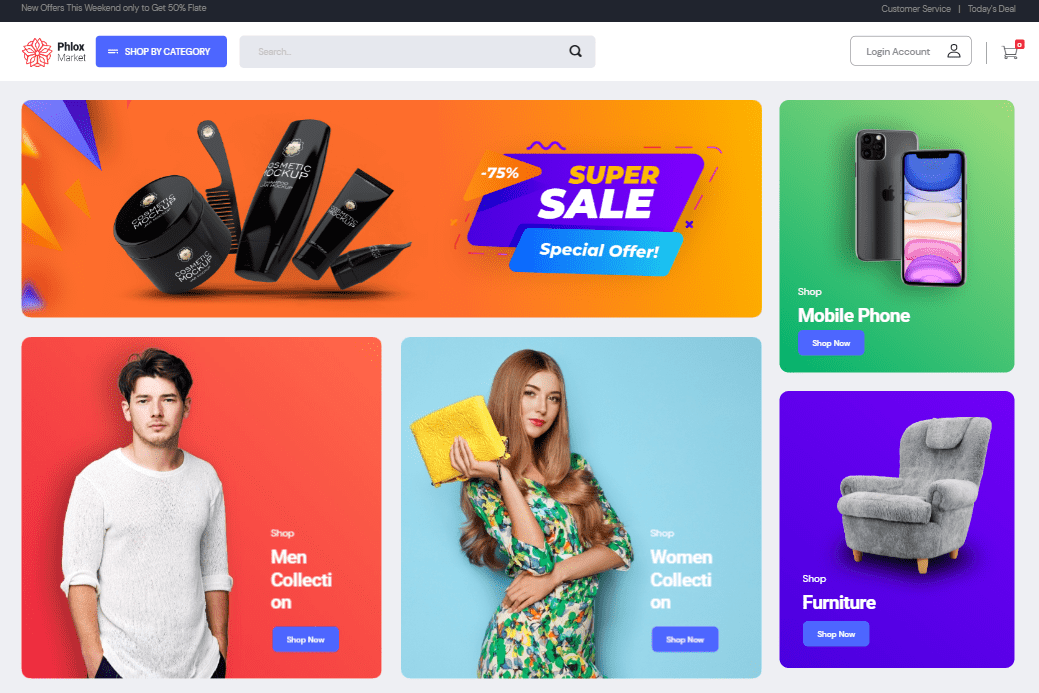 New Offers This Weekend only to Get 50% Flate
Customer Service | Today's Deal
Phlox
Market
SHOP BY CATEGORY
Search...
Login Account
0
COSMETIC
MOCKUP
COSMETIC
MOCKUP
COSMETIC
MOCKUP
-75%
SUPER
SALE
Special Offer!
Shop
Mobile Phone
Shop Now
Shop
Men
Collecti
on
Shop Now
Shop
Women
Collecti
on
Shop Now
Shop
Furniture
Shop Now